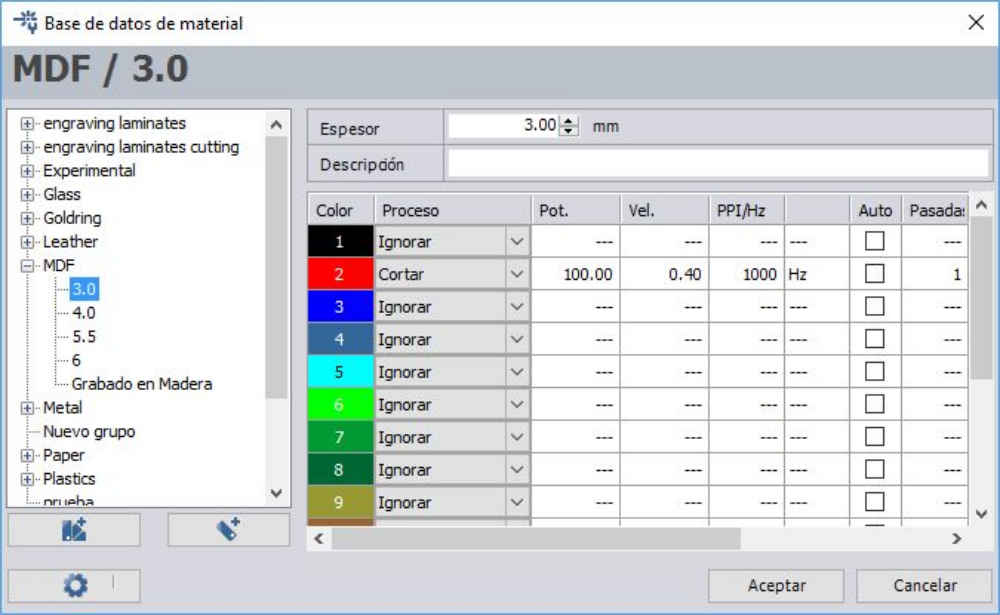 Base de datos de material
MDF / 3.0
engraving laminates
engraving laminates cutting
Experimental
Glass
Goldring
Leather
MDF
3.0
4.0
5.5
6
Grabado en Madera
Metal
Nuevo grupo
Paper
Plastics
prueba
Espesor 3.00 mm
Descripción
Color Proceso Pot. Vel. PPI/Hz Auto Pasadas
1 Ignorar --- --- --- --- ---
2 Cortar 100.00 0.40 1000 Hz 1
3 Ignorar --- --- --- --- ---
4 Ignorar --- --- --- --- ---
5 Ignorar --- --- --- --- ---
6 Ignorar --- --- --- --- ---
7 Ignorar --- --- --- --- ---
8 Ignorar --- --- --- --- ---
9 Ignorar --- --- --- --- ---
Aceptar Cancelar